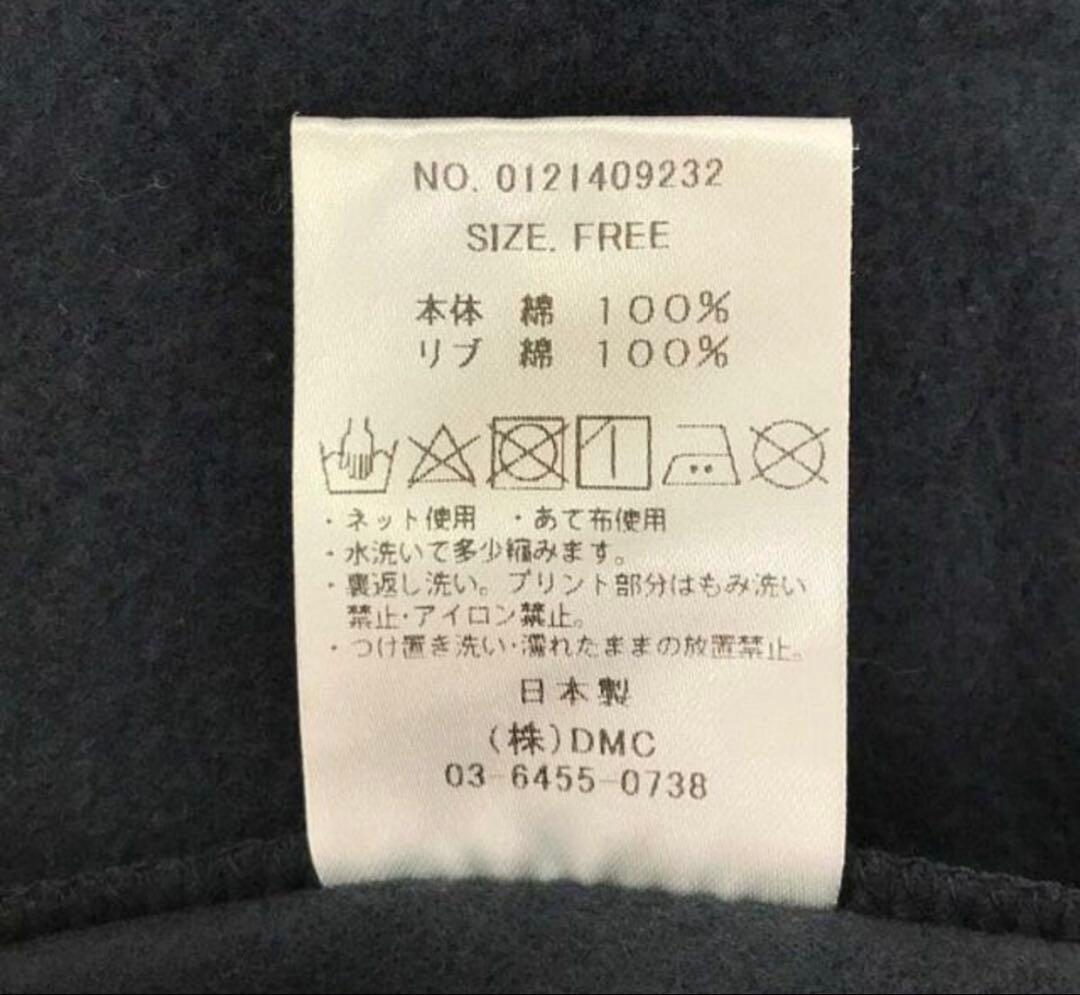 NO. 0121409232
SIZE. FREE
本体 綿 100%
リブ 綿 100%
・ネット使用 ・あて布使用
・水洗いで多少縮みます。
・裏返し洗い。プリント部分はもみ洗い
禁止・アイロン禁止。
・つけ置き洗い・濡れたままの放置禁止。
日本製
(株)DMC
03-6455-0738